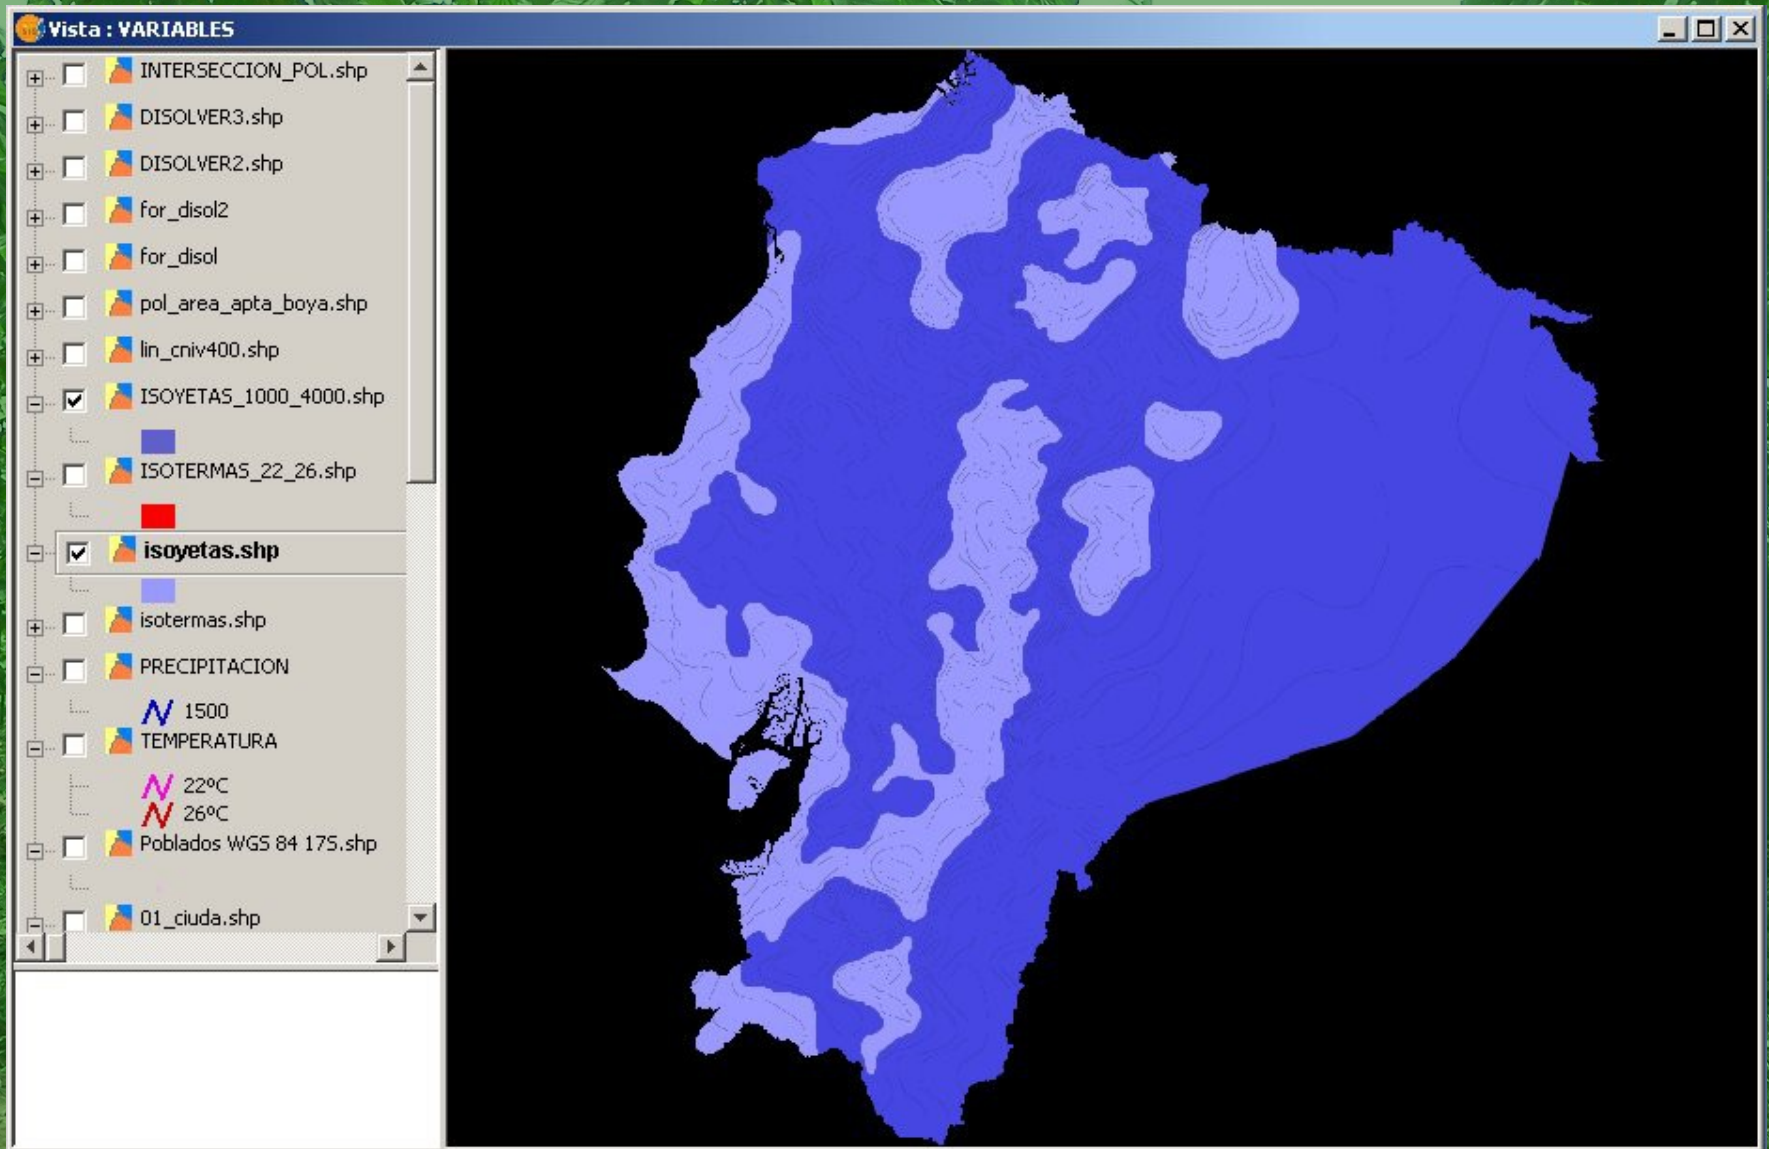 Vista : VARIABLES
INTERSECCION_POL.shp
DISOLVER3.shp
DISOLVER2.shp
for_disol2
for_disol
pol_area_apta_boya.shp
lin_cniv400.shp
ISOYETAS_1000_4000.shp
ISOTERMAS_22_26.shp
isoyetas.shp
isotermas.shp
PRECIPITACION
1500
TEMPERATURA
22ºC
26ºC
Poblados WGS 84 175.shp
01_ciuda.shp